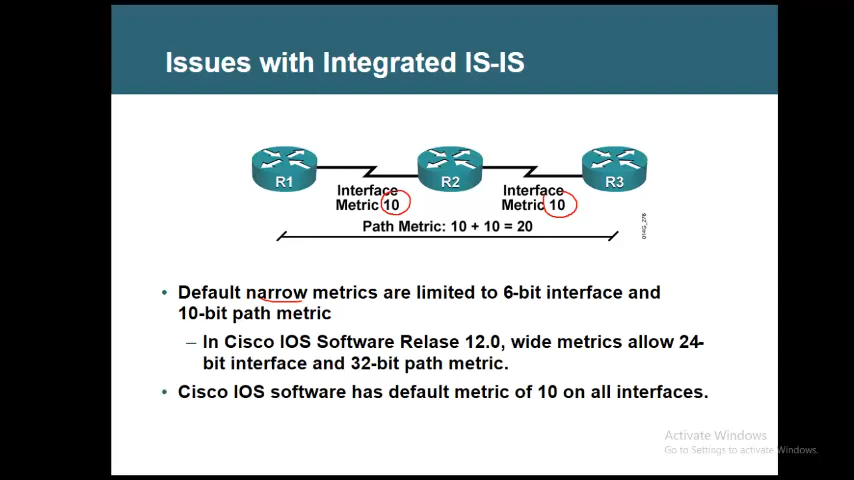 Issues with Integrated IS-IS
R1
R2
R3
Interface
Metric 10
Interface
Metric 10
Path Metric: 10 + 10 = 20
• Default narrow metrics are limited to 6-bit interface and
10-bit path metric
– In Cisco IOS Software Relase 12.0, wide metrics allow 24-
bit interface and 32-bit path metric.
• Cisco IOS software has default metric of 10 on all interfaces.
Activate Windows
Go to Settings to activate Windows.